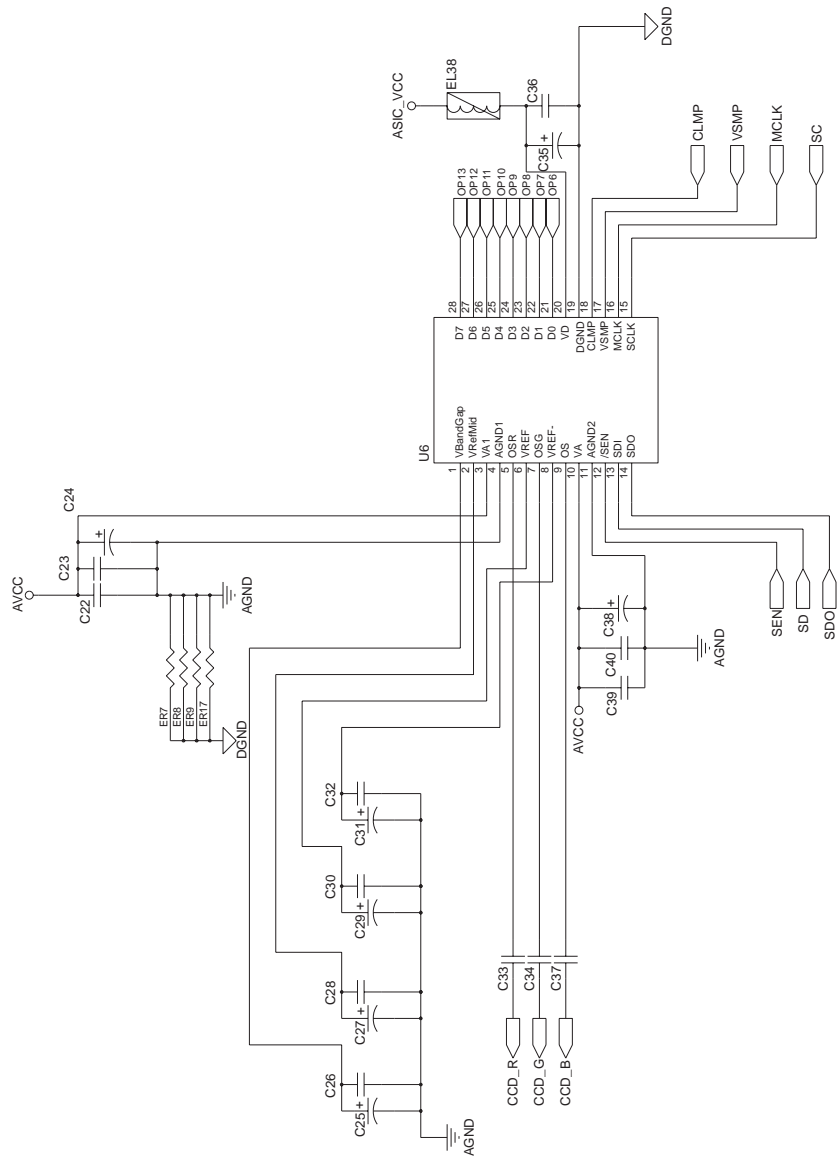 AVCC
C22
C23
C24
AGND
ER7
ER8
ER9
ER17
DGND
C25
+
C26
C27
+
C28
C29
+
C30
C31
+
C32
AGND
CCD_R
CCD_G
CCD_B
C33
C34
C37
AVCC
C39
C40
C38
+
AGND
SEN
SD
SDO
U6
1 VBandGap
2 VRefMid
3 VA1
4 AGND1
5 OSR
6 VREF
7 OSG
8 VREF-
9 OS
10 VA
11 AGND2
12 /SEN
13 SDI
14 SDO
D7 28
D6 27
D5 26
D4 25
D3 24
D2 23
D1 22
D0 21
VD 20
DGND 19
CLMP 18
VSMP 17
MCLK 16
SCLK 15
OP13
OP12
OP11
OP10
OP9
OP8
OP7
OP6
ASIC_VCC
EL38
C35
+
C36
DGND
CLMP
VSMP
MCLK
SC
+